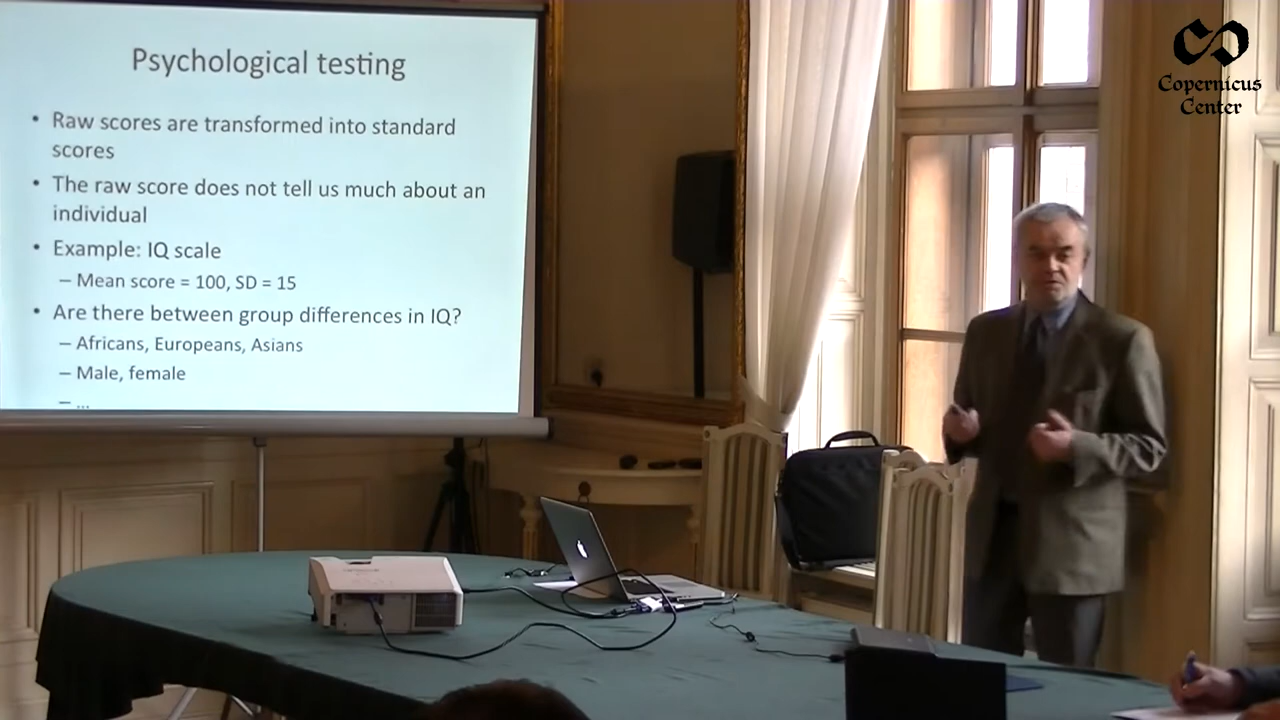 Psychological testing
• Raw scores are transformed into standard
scores
• The raw score does not tell us much about an
individual
• Example: IQ scale
– Mean score = 100, SD = 15
• Are there between group differences in IQ?
– Africans, Europeans, Asians
– Male, female
– ...
Copernicus
Center